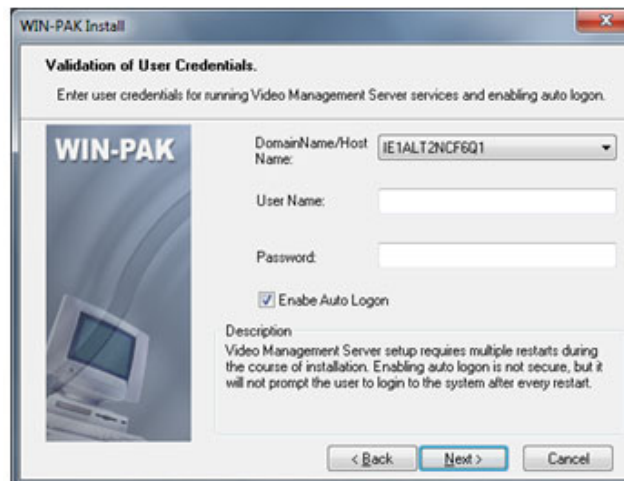 WIN-PAK Install
Validation of User Credentials.
Enter user credentials for running Video Management Server services and enabling auto logon.
WIN-PAK
DomainName/Host
Name:
IE1ALT2NCF6Q1
User Name:
Password:
Enabe Auto Logon
Description
Video Management Server setup requires multiple restarts during
the course of installation. Enabling auto logon is not secure, but it
will not prompt the user to login to the system after every restart.
< Back
Next >
Cancel